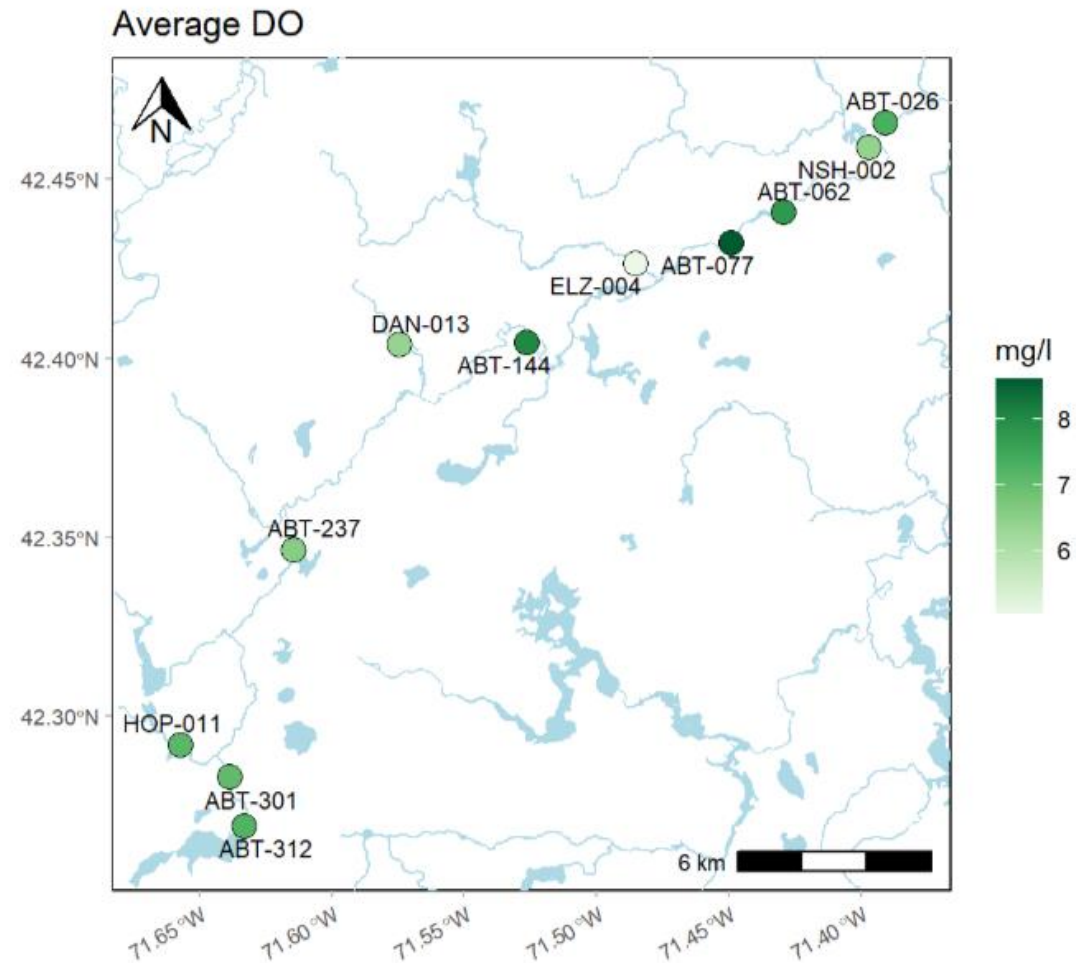 Average DO
N
ABT-026
NSH-002
ABT-062
ABT-077
ELZ-004
DAN-013
ABT-144
ABT-237
HOP-011
ABT-301
ABT-312
6 km
42.45°N
42.40°N
42.35°N
42.30°N
71.65°W
71.60°W
71.55°W
71.50°W
71.45°W
71.40°W
mg/l
8
7
6